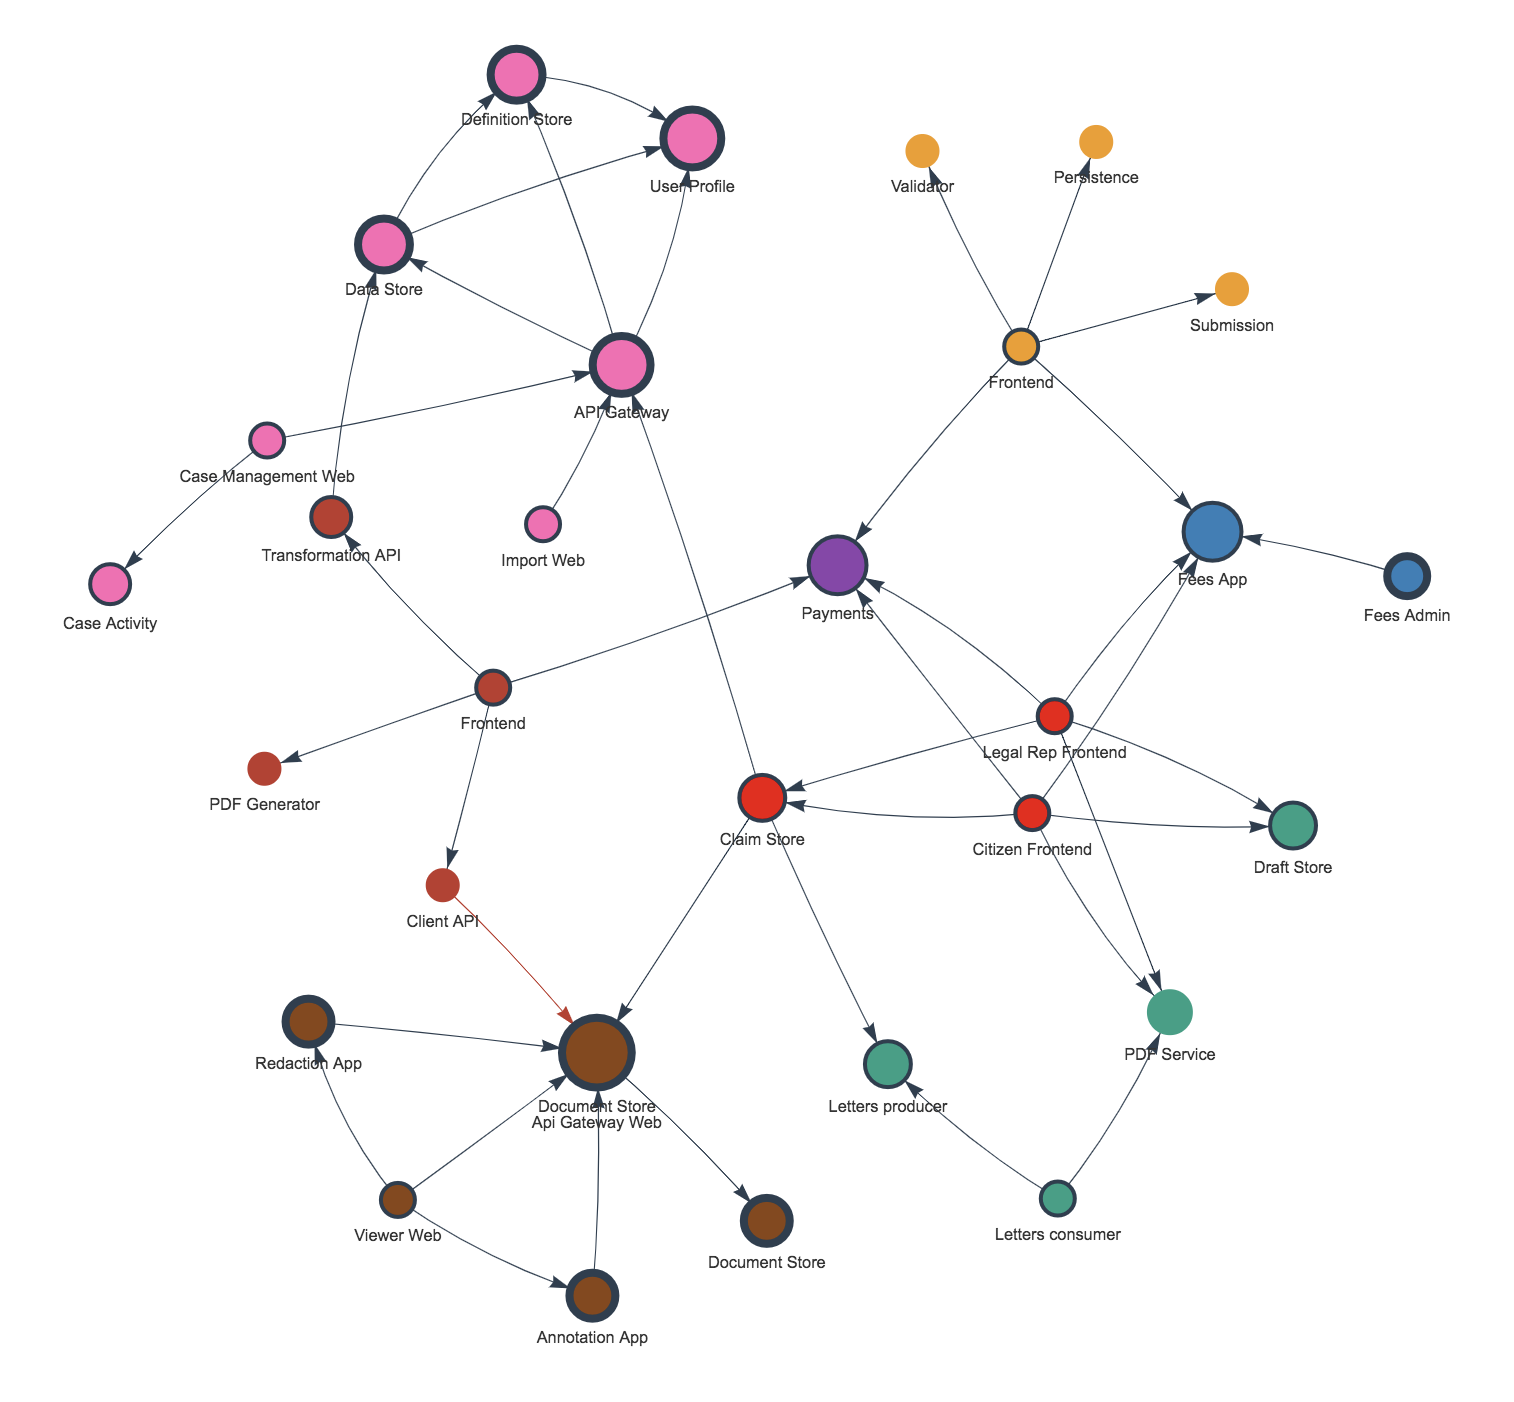 Definition Store
User Profile
Validator
Persistence
Data Store
Submission
Frontend
API Gateway
Case Management Web
Transformation API
Import Web
Fees App
Case Activity
Payments
Fees Admin
Frontend
Legal Rep Frontend
PDF Generator
Claim Store
Citizen Frontend
Draft Store
Client API
Redaction App
PDF Service
Document Store
Api Gateway Web
Letters producer
Viewer Web
Letters consumer
Document Store
Annotation App